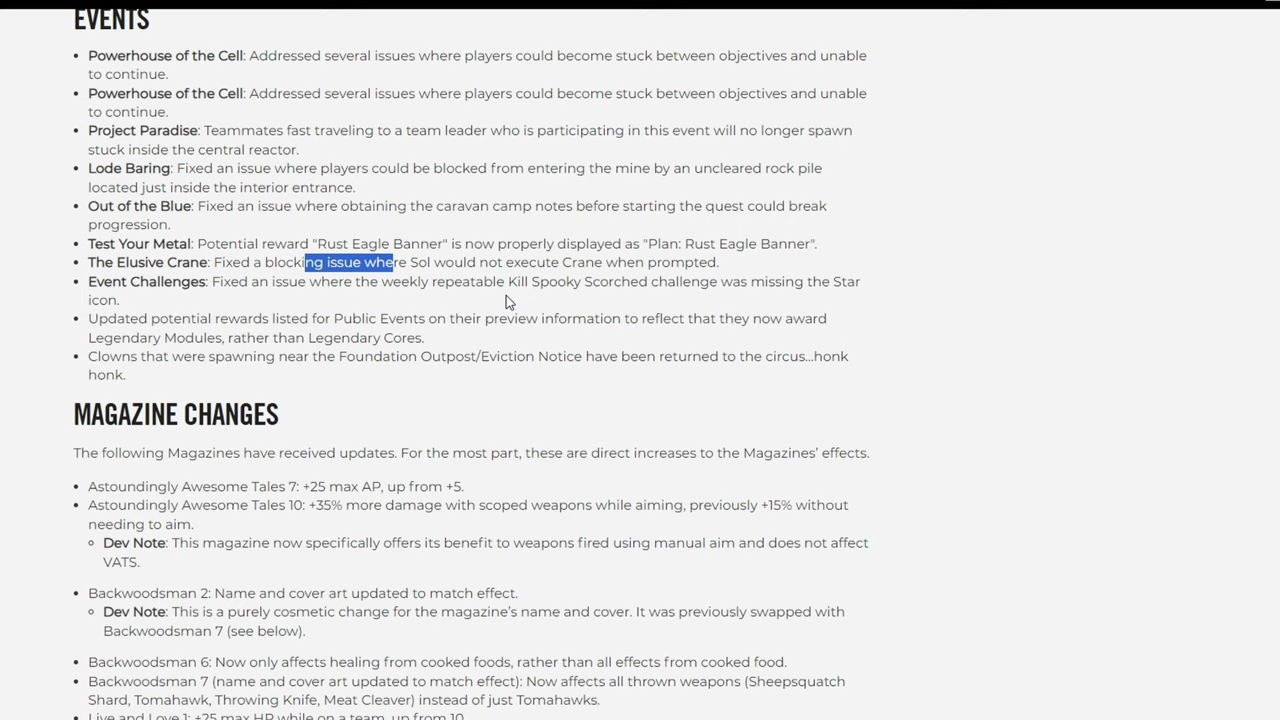 EVENTS
• Powerhouse of the Cell: Addressed several issues where players could become stuck between objectives and unable
to continue.
• Powerhouse of the Cell: Addressed several issues where players could become stuck between objectives and unable
to continue.
• Project Paradise: Teammates fast traveling to a team leader who is participating in this event will no longer spawn
stuck inside the central reactor.
• Lode Baring: Fixed an issue where players could be blocked from entering the mine by an uncleared rock pile
located just inside the interior entrance.
• Out of the Blue: Fixed an issue where obtaining the caravan camp notes before starting the quest could break
progression.
• Test Your Metal: Potential reward "Rust Eagle Banner" is now properly displayed as "Plan: Rust Eagle Banner".
• The Elusive Crane: Fixed a blocking issue where Sol would not execute Crane when prompted.
• Event Challenges: Fixed an issue where the weekly repeatable Kill Spooky Scorched challenge was missing the Star
icon.
• Updated potential rewards listed for Public Events on their preview information to reflect that they now award
Legendary Modules, rather than Legendary Cores.
• Clowns that were spawning near the Foundation Outpost/Eviction Notice have been returned to the circus...honk
honk.
MAGAZINE CHANGES
The following Magazines have received updates. For the most part, these are direct increases to the Magazines’ effects.
• Astoundingly Awesome Tales 7: +25 max AP, up from +5.
• Astoundingly Awesome Tales 10: +35% more damage with scoped weapons while aiming, previously +15% without
needing to aim.
◦ Dev Note: This magazine now specifically offers its benefit to weapons fired using manual aim and does not affect
VATS.
• Backwoodsman 2: Name and cover art updated to match effect.
◦ Dev Note: This is a purely cosmetic change for the magazine’s name and cover. It was previously swapped with
Backwoodsman 7 (see below).
• Backwoodsman 6: Now only affects healing from cooked foods, rather than all effects from cooked food.
• Backwoodsman 7 (name and cover art updated to match effect): Now affects all thrown weapons (Sheepsquatch
Shard, Tomahawk, Throwing Knife, Meat Cleaver) instead of just Tomahawks.
• Live and Love 1: +25 max HP while on a team, up from 10.